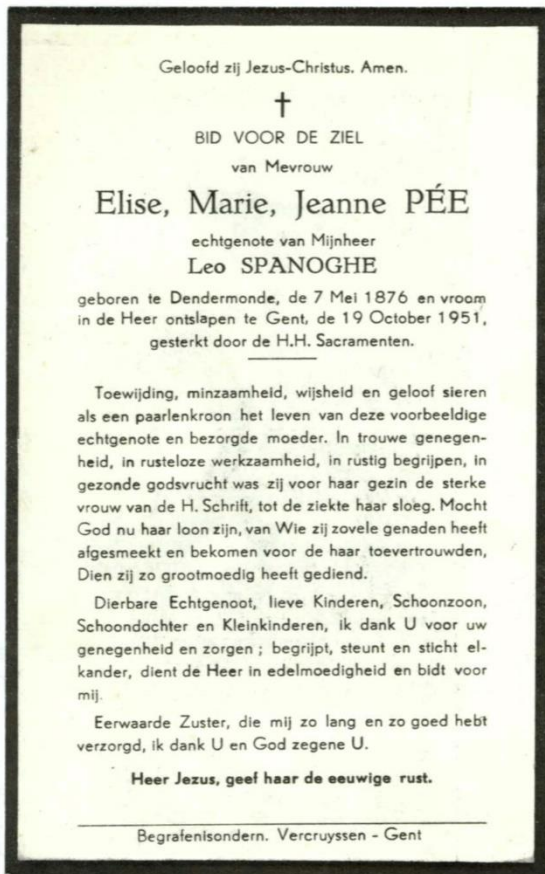 Geloofd zij Jezus-Christus. Amen.
BID VOOR DE ZIEL
van Mevrouw
Elise, Marie, Jeanne PÉE
echtgenote van Mijnheer
Leo SPANOGHE
geboren te Dendermonde, de 7 Mei 1876 en vroom
in de Heer ontslapen te Gent, de 19 October 1951,
gesterkt door de H.H. Sacramenten.
Toewijding, minzaamheid, wijsheid en geloof sieren
als een paarlenkroon het leven van deze voorbeeldige
echtgenote en bezorgde moeder. In trouwe genegen-
heid, in rusteloze werkzaamheid, in rustig begrijpen, in
gezonde godsvrucht was zij voor haar gezin de sterke
vrouw van de H. Schrift, tot de ziekte haar sloeg. Mocht
God nu haar loon zijn, van Wie zij zovele genaden heeft
afgesmeekt en bekomen voor de haar toevertrouwden,
Dien zij zo grootmoedig heeft gediend.
Dierbare Echtgenoot, lieve Kinderen, Schoonzoon,
Schoondochter en Kleinkinderen, ik dank U voor uw
genegenheid en zorgen ; begrijpt, steunt en sticht el-
kander, dient de Heer in edelmoedigheid en bidt voor
mij.
Eerwaarde Zuster, die mij zo lang en zo goed hebt
verzorgd, ik dank U en God zegene U.
Heer Jezus, geef haar de eeuwige rust.
Begrafenisondern. Vercruyssen - Gent